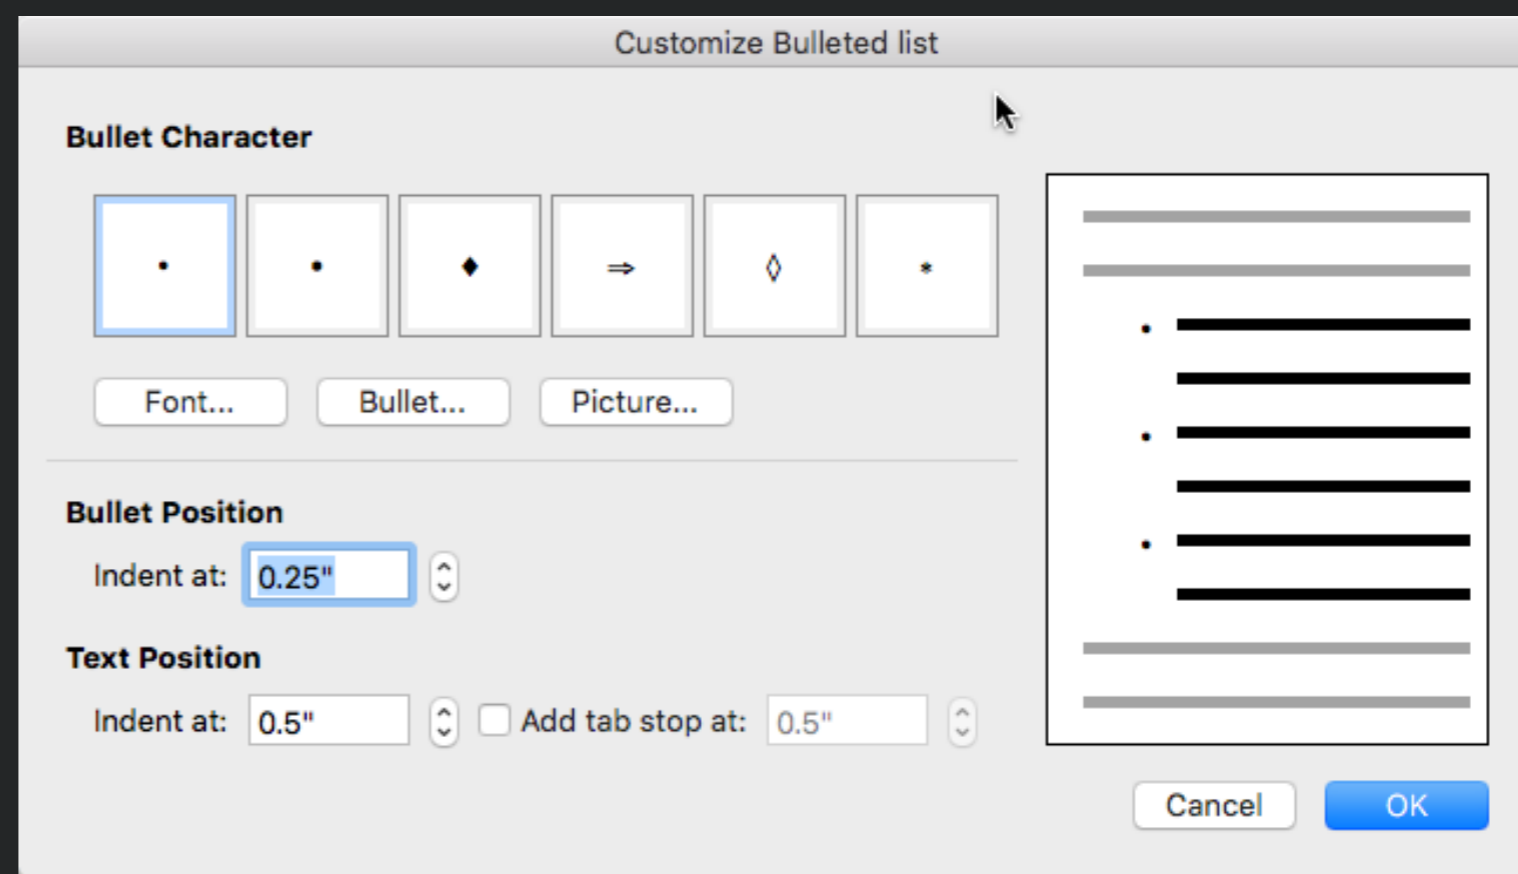 Customize Bulleted list
Bullet Character
• • ♦ ⇒ ◊ *
Font... Bullet... Picture...
Bullet Position
Indent at: 0.25"
Text Position
Indent at: 0.5" Add tab stop at: 0.5"
Cancel OK